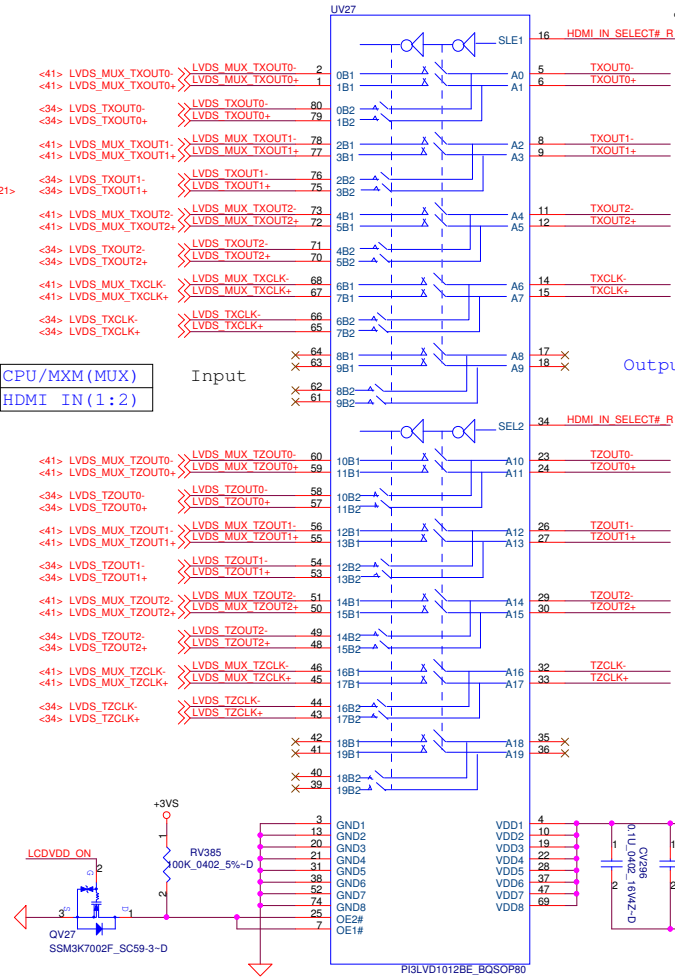 UV27
SLE1 16 HDMI_IN_SELECT#_R
<41> LVDS_MUX_TXOUT0- LVDS_MUX_TXOUT0- 2 0B1 A0 5 TXOUT0-
<41> LVDS_MUX_TXOUT0+ LVDS_MUX_TXOUT0+ 1 1B1 A1 6 TXOUT0+
<34> LVDS_TXOUT0- LVDS_TXOUT0- 80 0B2
<34> LVDS_TXOUT0+ LVDS_TXOUT0+ 79 1B2
<41> LVDS_MUX_TXOUT1- LVDS_MUX_TXOUT1- 78 2B1 A2 8 TXOUT1-
<41> LVDS_MUX_TXOUT1+ LVDS_MUX_TXOUT1+ 77 3B1 A3 9 TXOUT1+
<34> LVDS_TXOUT1- LVDS_TXOUT1- 76 2B2
21> <34> LVDS_TXOUT1+ LVDS_TXOUT1+ 75 3B2
<41> LVDS_MUX_TXOUT2- LVDS_MUX_TXOUT2- 73 4B1 A4 11 TXOUT2-
<41> LVDS_MUX_TXOUT2+ LVDS_MUX_TXOUT2+ 72 5B1 A5 12 TXOUT2+
<34> LVDS_TXOUT2- LVDS_TXOUT2- 71 4B2
<34> LVDS_TXOUT2+ LVDS_TXOUT2+ 70 5B2
<41> LVDS_MUX_TXCLK- LVDS_MUX_TXCLK- 68 6B1 A6 14 TXCLK-
<41> LVDS_MUX_TXCLK+ LVDS_MUX_TXCLK+ 67 7B1 A7 15 TXCLK+
<34> LVDS_TXCLK- LVDS_TXCLK- 66 6B2
<34> LVDS_TXCLK+ LVDS_TXCLK+ 65 7B2
64 8B1 A8 17
63 9B1 A9 18
CPU/MXM(MUX) Input Outpu
62 8B2
HDMI IN(1:2) 61 9B2
SEL2 34 HDMI_IN_SELECT#_R
<41> LVDS_MUX_TZOUT0- LVDS_MUX_TZOUT0- 60 10B1 A10 23 TZOUT0-
<41> LVDS_MUX_TZOUT0+ LVDS_MUX_TZOUT0+ 59 11B1 A11 24 TZOUT0+
<34> LVDS_TZOUT0- LVDS_TZOUT0- 58 10B2
<34> LVDS_TZOUT0+ LVDS_TZOUT0+ 57 11B2
<41> LVDS_MUX_TZOUT1- LVDS_MUX_TZOUT1- 56 12B1 A12 26 TZOUT1-
<41> LVDS_MUX_TZOUT1+ LVDS_MUX_TZOUT1+ 55 13B1 A13 27 TZOUT1+
<34> LVDS_TZOUT1- LVDS_TZOUT1- 54 12B2
<34> LVDS_TZOUT1+ LVDS_TZOUT1+ 53 13B2
<41> LVDS_MUX_TZOUT2- LVDS_MUX_TZOUT2- 51 14B1 A14 29 TZOUT2-
<41> LVDS_MUX_TZOUT2+ LVDS_MUX_TZOUT2+ 50 15B1 A15 30 TZOUT2+
<34> LVDS_TZOUT2- LVDS_TZOUT2- 49 14B2
<34> LVDS_TZOUT2+ LVDS_TZOUT2+ 48 15B2
<41> LVDS_MUX_TZCLK- LVDS_MUX_TZCLK- 46 16B1 A16 32 TZCLK-
<41> LVDS_MUX_TZCLK+ LVDS_MUX_TZCLK+ 45 17B1 A17 33 TZCLK+
<34> LVDS_TZCLK- LVDS_TZCLK- 44 16B2
<34> LVDS_TZCLK+ LVDS_TZCLK+ 43 17B2
42 18B1 A18 35
41 19B1 A19 36
40 18B2
39 19B2
+3VS
3 GND1 VDD1 4
13 GND2 VDD2 10
20 GND3 VDD3 19
21 GND4 VDD4 22
31 GND5 VDD5 28
38 GND6 VDD6 37
52 GND7 VDD7 47
74 GND8 VDD8 69
25 OE2#
7 OE1#
1 RV385
100K_0402_5%~D
2
LCDVDD_ON
2
G
3 S D 1
QV27
SSM3K7002F_SC59-3~D
1 CV296 1
0.1U_0402_16V4Z~D
2 2
PI3LVD1012BE_BQSOP80